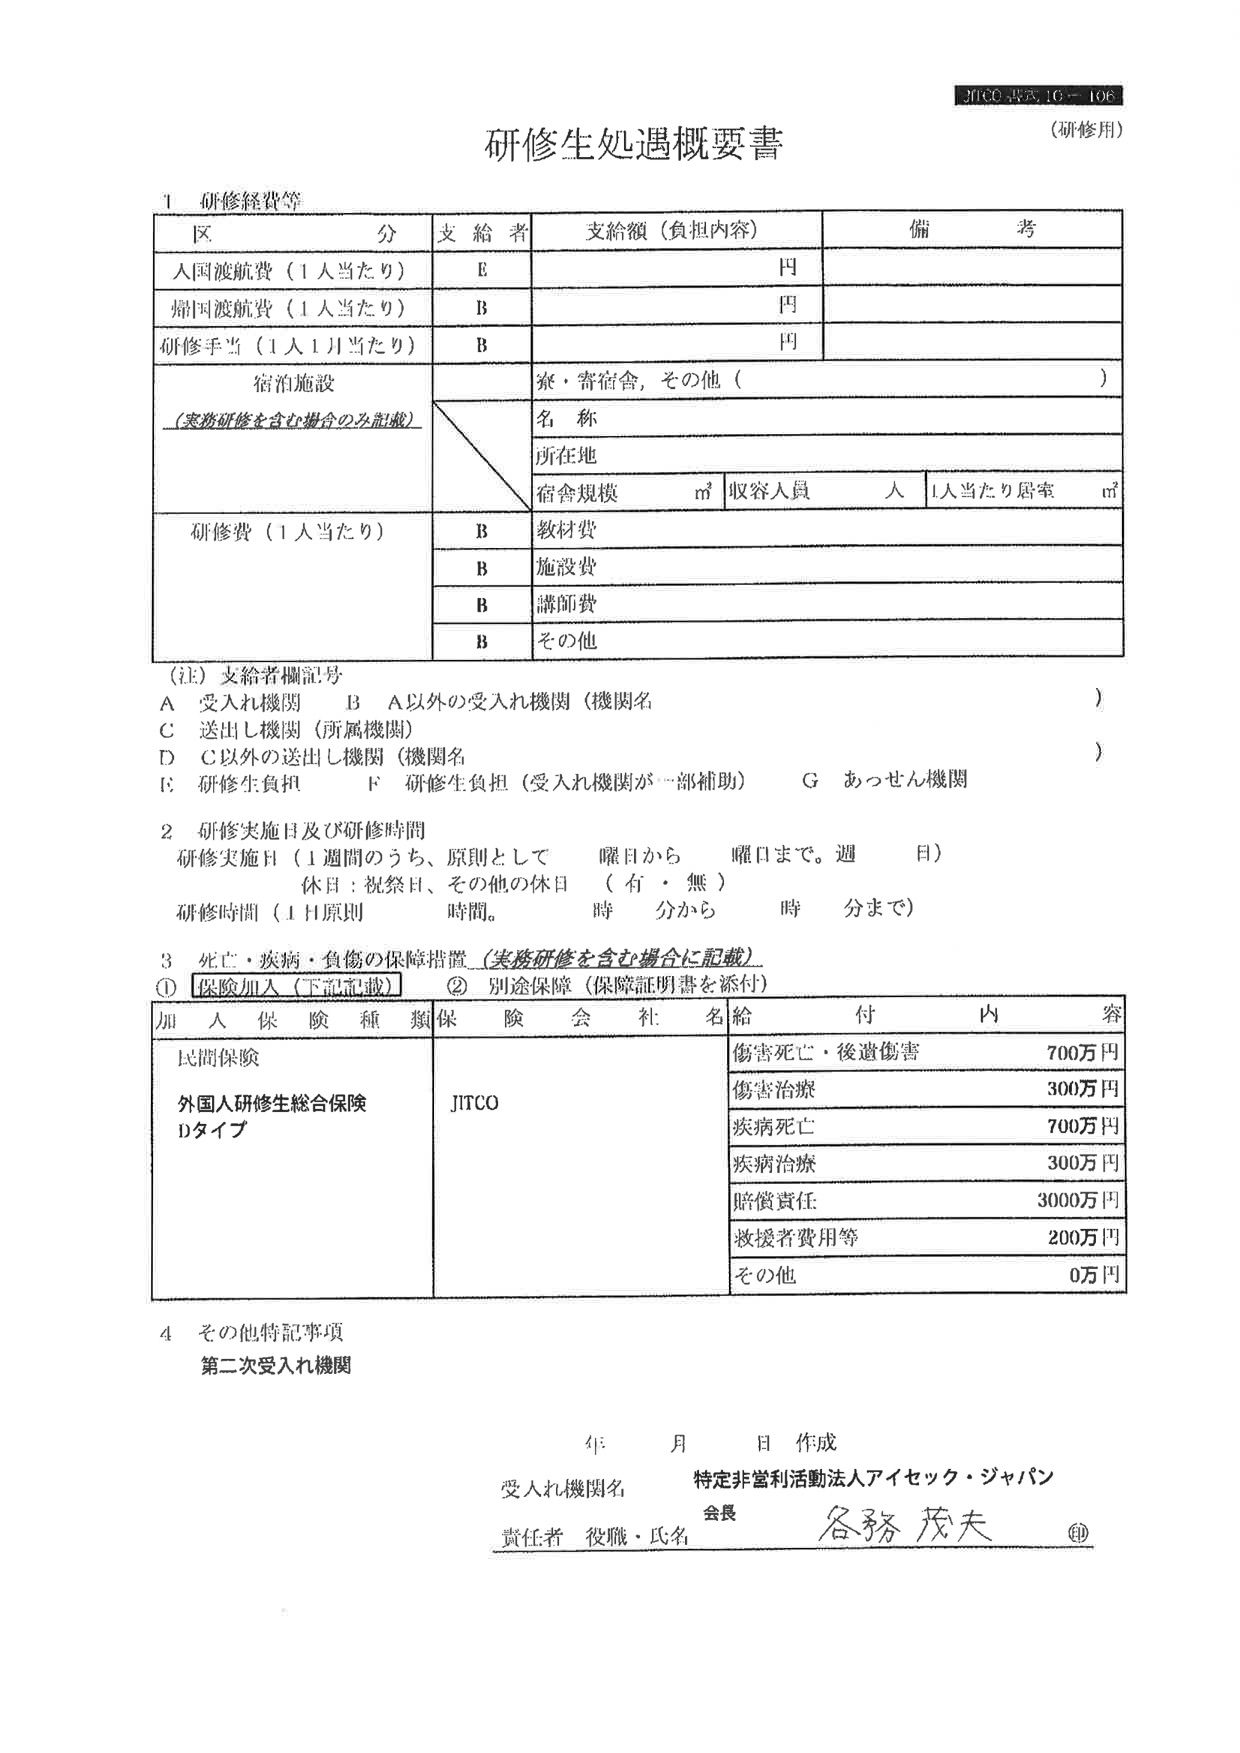 JITCO 書式 10－106
（研修用）
研修生処遇概要書
1　研修経費等
区　分　支給者　支給額（負担内容）　備　考
入国渡航費（1人当たり）　E　円
帰国渡航費（1人当たり）　B　円
研修手当（1人1月当たり）　B　円
宿泊施設　寮・寄宿舎，その他（　）
（実務研修を含む場合のみ記載）　名　称
所在地
宿舎規模　㎡　収容人員　人　1人当たり居室　㎡
研修費（1人当たり）　B　教材費
B　施設費
B　講師費
B　その他
（注）支給者欄記号
A　受入れ機関　B　A以外の受入れ機関（機関名　）
C　送出し機関（所属機関）
D　C以外の送出し機関（機関名　）
E　研修生負担　F　研修生負担（受入れ機関が一部補助）　G　あっせん機関
2　研修実施日及び研修時間
研修実施日（1週間のうち、原則として　曜日から　曜日まで。週　日）
休日：祝祭日、その他の休日　（ 有 ・ 無 ）
研修時間（1日原則　時間。　時　分から　時　分まで）
3　死亡・疾病・負傷の保障措置（実務研修を含む場合に記載）
① 保険加入（下記記載）　② 別途保障（保障証明書を添付）
加入保険種類　保険会社名　給付内容
民間保険　傷害死亡・後遺傷害　700万円
外国人研修生総合保険　JITCO　傷害治療　300万円
Dタイプ　疾病死亡　700万円
疾病治療　300万円
賠償責任　3000万円
救援者費用等　200万円
その他　0万円
4　その他特記事項
第二次受入れ機関
年　月　日　作成
受入れ機関名　特定非営利活動法人アイセック・ジャパン
責任者　役職・氏名　会長　各務 茂夫　㊞